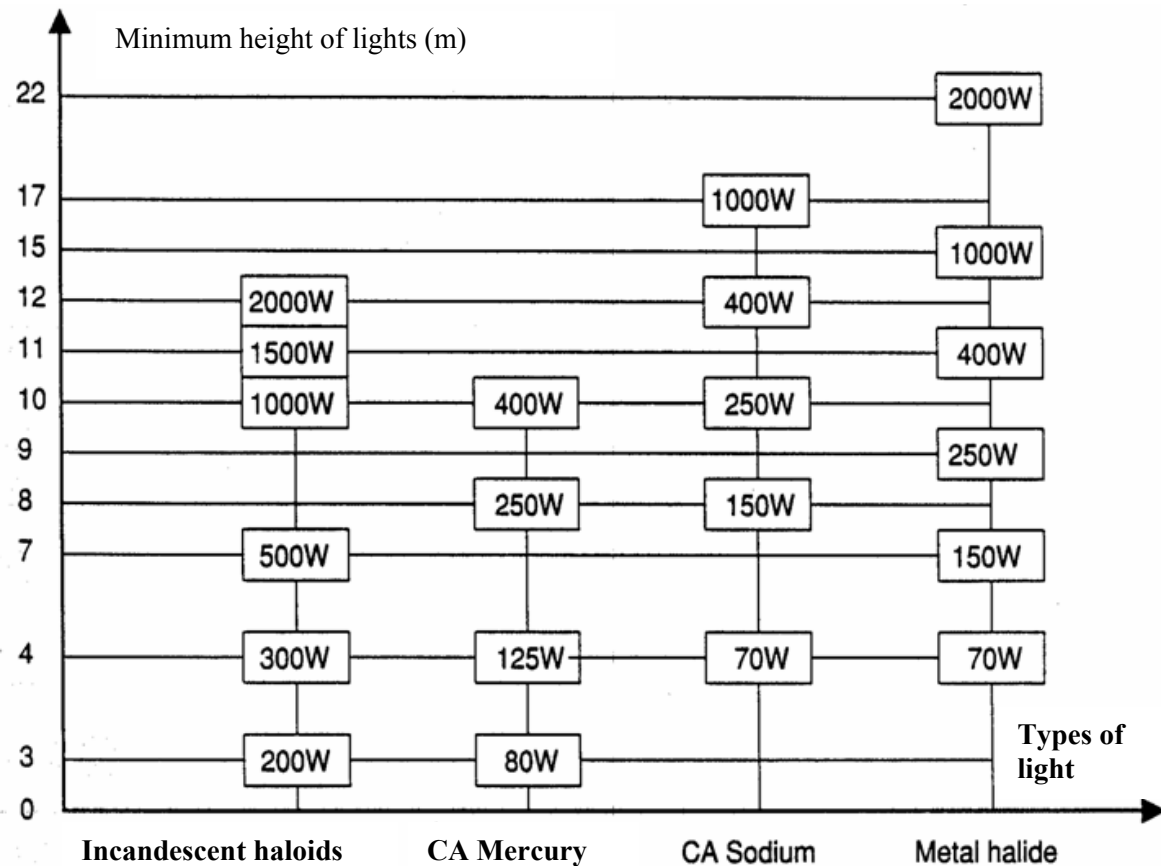 Minimum height of lights (m)
22 2000W
17 1000W
15 1000W
12 2000W 400W
11 1500W 400W
10 1000W 400W 250W
9 250W
8 250W 150W
7 500W 150W
4 300W 125W 70W 70W
Types of
light
3 200W 80W
0
Incandescent haloids CA Mercury CA Sodium Metal halide